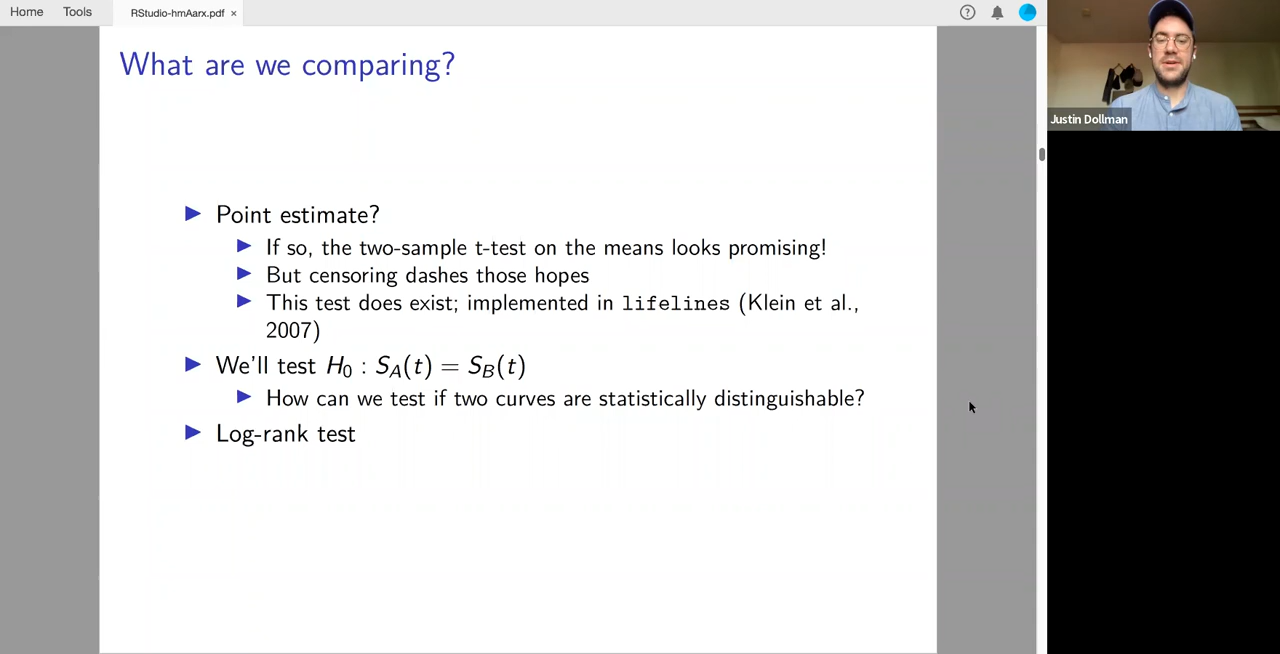 Home Tools RStudio-hmAarx.pdf ×
What are we comparing?
Point estimate?
If so, the two-sample t-test on the means looks promising!
But censoring dashes those hopes
This test does exist; implemented in lifelines (Klein et al.,
2007)
We'll test H₀ : S_A(t) = S_B(t)
How can we test if two curves are statistically distinguishable?
Log-rank test
Justin Dollman